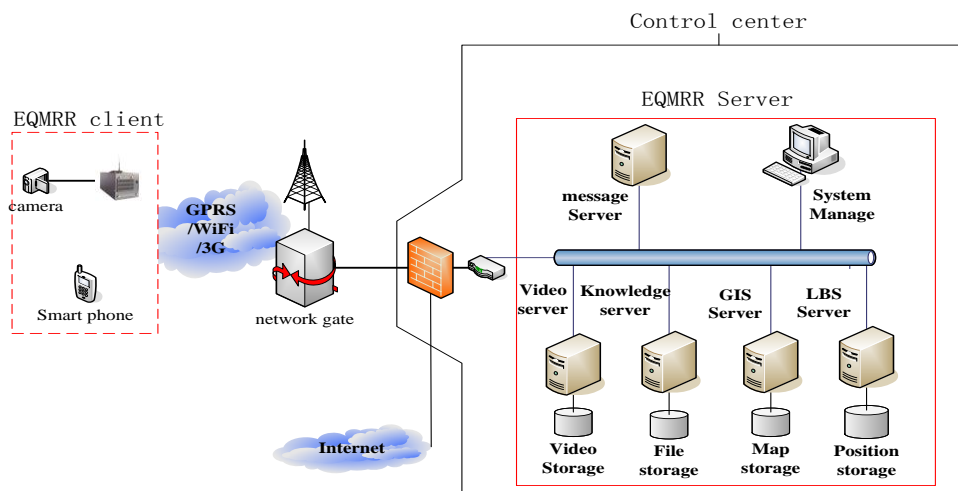 Control center
EQMRR Server
EQMRR client
camera
Smart phone
GPRS
/WiFi
/3G
network gate
Internet
message
Server
System
Manage
Video
server
Knowledge
server
GIS
Server
LBS
Server
Video
Storage
File
storage
Map
storage
Position
storage